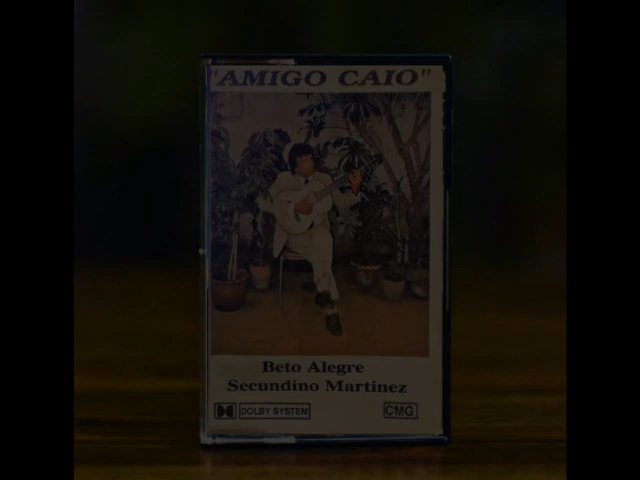 "AMIGO CAIO"
Beto Alegre
Secundino Martinez
DOLBY SYSTEM
CMG